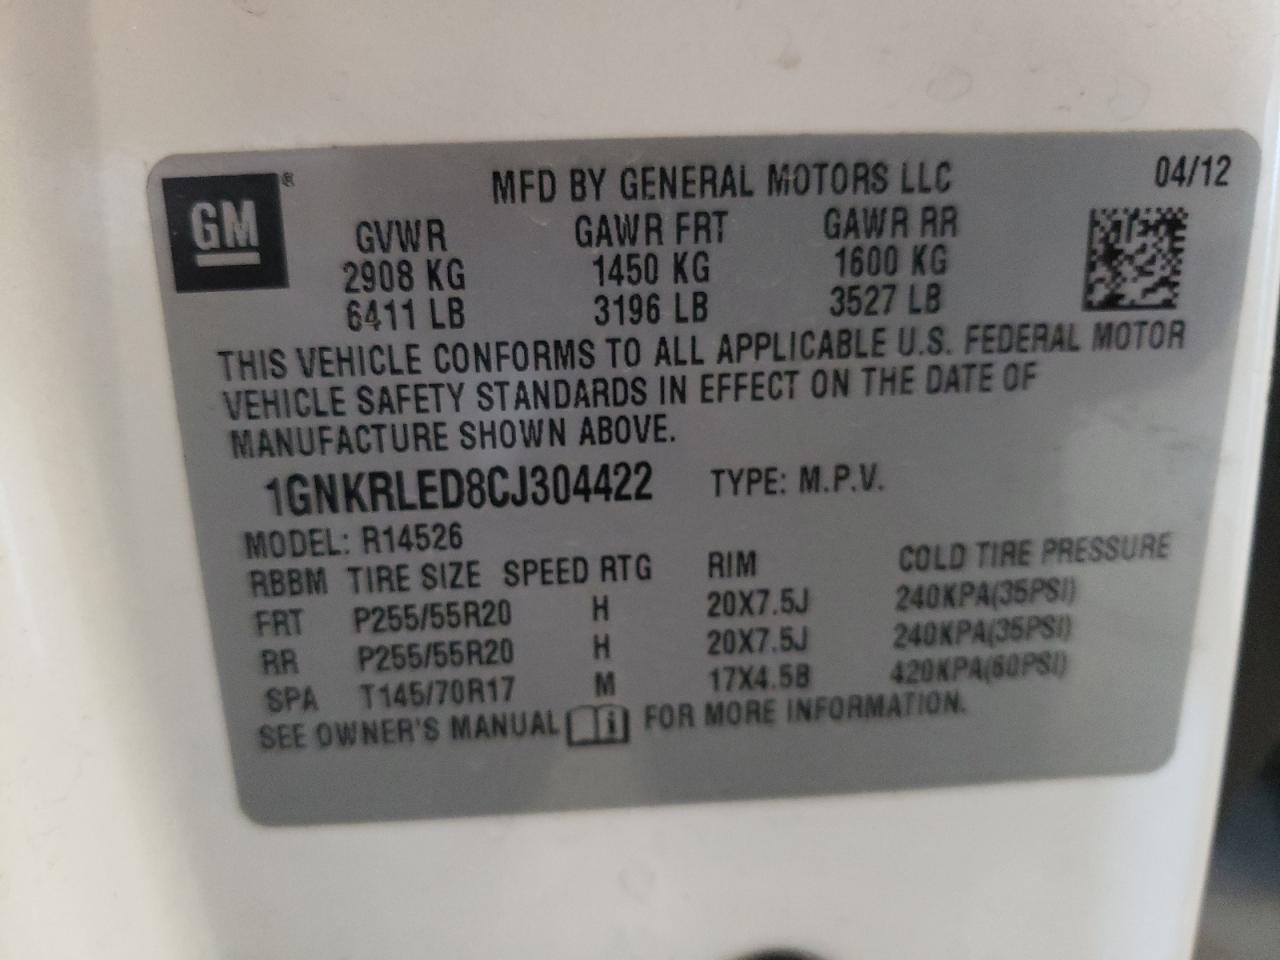 GM®
MFD BY GENERAL MOTORS LLC 04/12
GVWR GAWR FRT GAWR RR
2908 KG 1450 KG 1600 KG
6411 LB 3196 LB 3527 LB
THIS VEHICLE CONFORMS TO ALL APPLICABLE U.S. FEDERAL MOTOR
VEHICLE SAFETY STANDARDS IN EFFECT ON THE DATE OF
MANUFACTURE SHOWN ABOVE.
1GNKRLED8CJ304422 TYPE: M.P.V.
MODEL: R14526
RBBM TIRE SIZE SPEED RTG RIM COLD TIRE PRESSURE
FRT P255/55R20 H 20X7.5J 240KPA(35PSI)
RR P255/55R20 H 20X7.5J 240KPA(35PSI)
SPA T145/70R17 M 17X4.5B 420KPA(60PSI)
SEE OWNER'S MANUAL i FOR MORE INFORMATION.